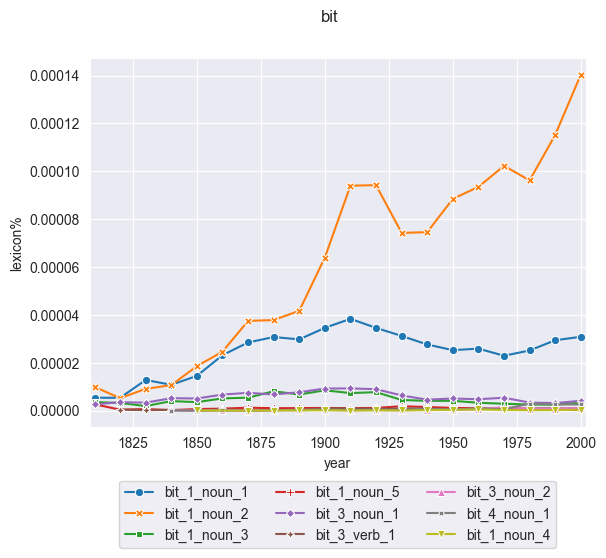 bit
0.00014
0.00012
0.00010
0.00008
0.00006
0.00004
0.00002
0.00000
lexicon%
1825 1850 1875 1900 1925 1950 1975 2000
year
bit_1_noun_1 bit_1_noun_5 bit_3_noun_2
bit_1_noun_2 bit_3_noun_1 bit_4_noun_1
bit_1_noun_3 bit_3_verb_1 bit_1_noun_4